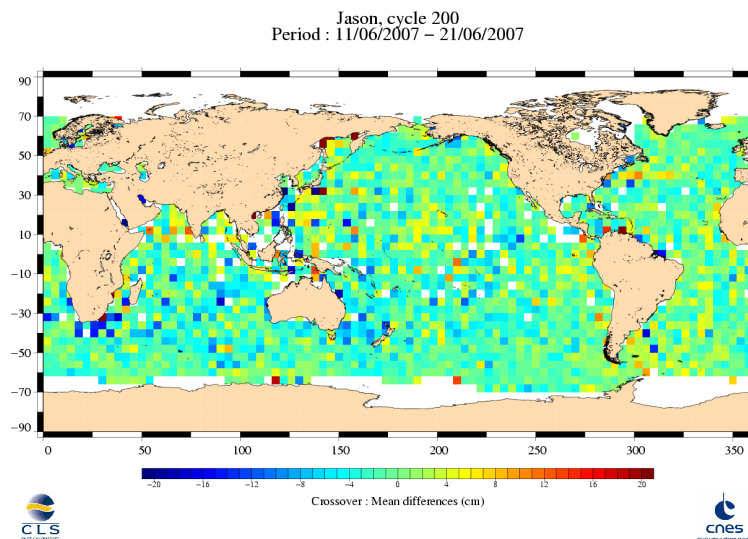 Jason, cycle 200
Period : 11/06/2007 − 21/06/2007
90
70
50
30
10
−10
−30
−50
−70
−90
0 50 100 150 200 250 300 350
−20 −16 −12 −8 −4 0 4 8 12 16 20
Crossover : Mean differences (cm)
CLS
cnes